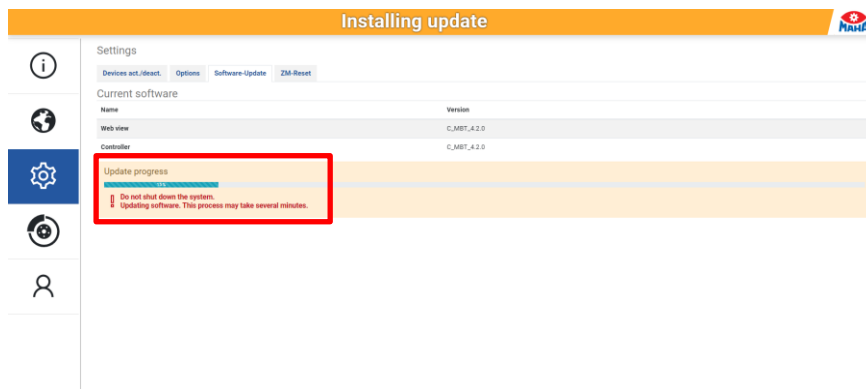 Installing update
MAHA
Settings
Devices act./deact. Options Software-Update ZM-Reset
Current software
Name Version
Web view C_MBT_4.2.0
Controller C_MBT_4.2.0
Update progress
Do not shut down the system.
Updating software. This process may take several minutes.